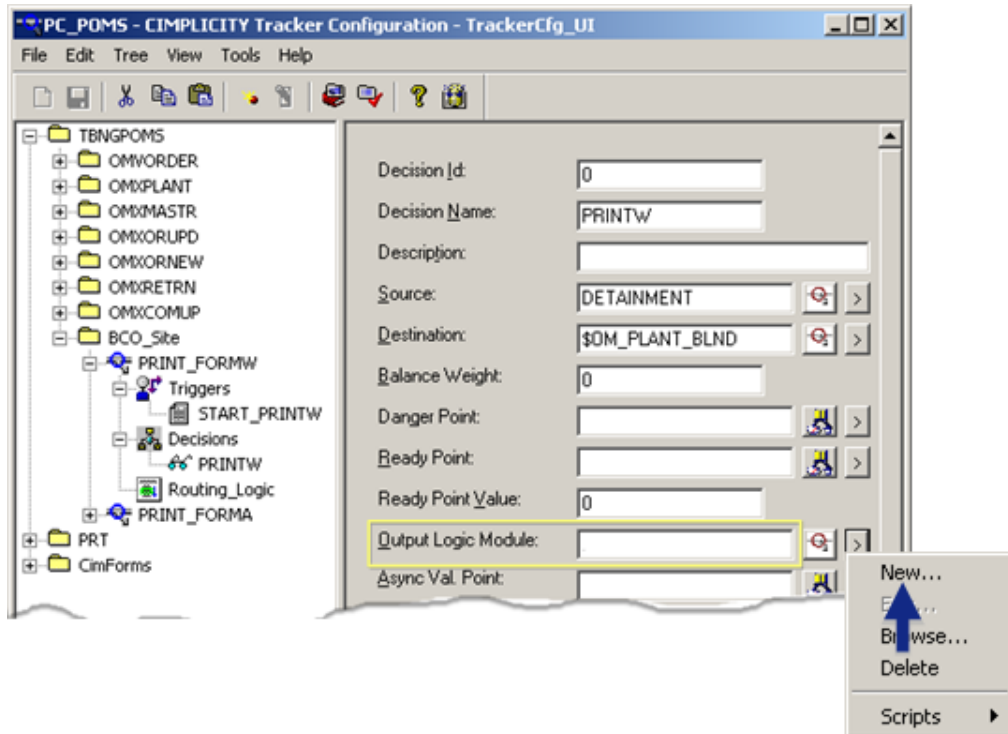 PC_POMS - CIMPLICITY Tracker Configuration - TrackerCfg_UI
File Edit Tree View Tools Help
TBNGPOMS
OMVORDER
OMXPLANT
OMXMASTR
OMXORUPD
OMXORNEW
OMXRETRN
OMXCOMUP
BCO_Site
PRINT_FORMW
Triggers
START_PRINTW
Decisions
PRINTW
Routing_Logic
PRINT_FORMA
PRT
CimForms
Decision Id: 0
Decision Name: PRINTW
Description:
Source: DETAINMENT >
Destination: $OM_PLANT_BLND >
Balance Weight: 0
Danger Point: >
Ready Point: >
Ready Point Value: 0
Output Logic Module: >
Async Val. Point:
New...
Browse...
Delete
Scripts